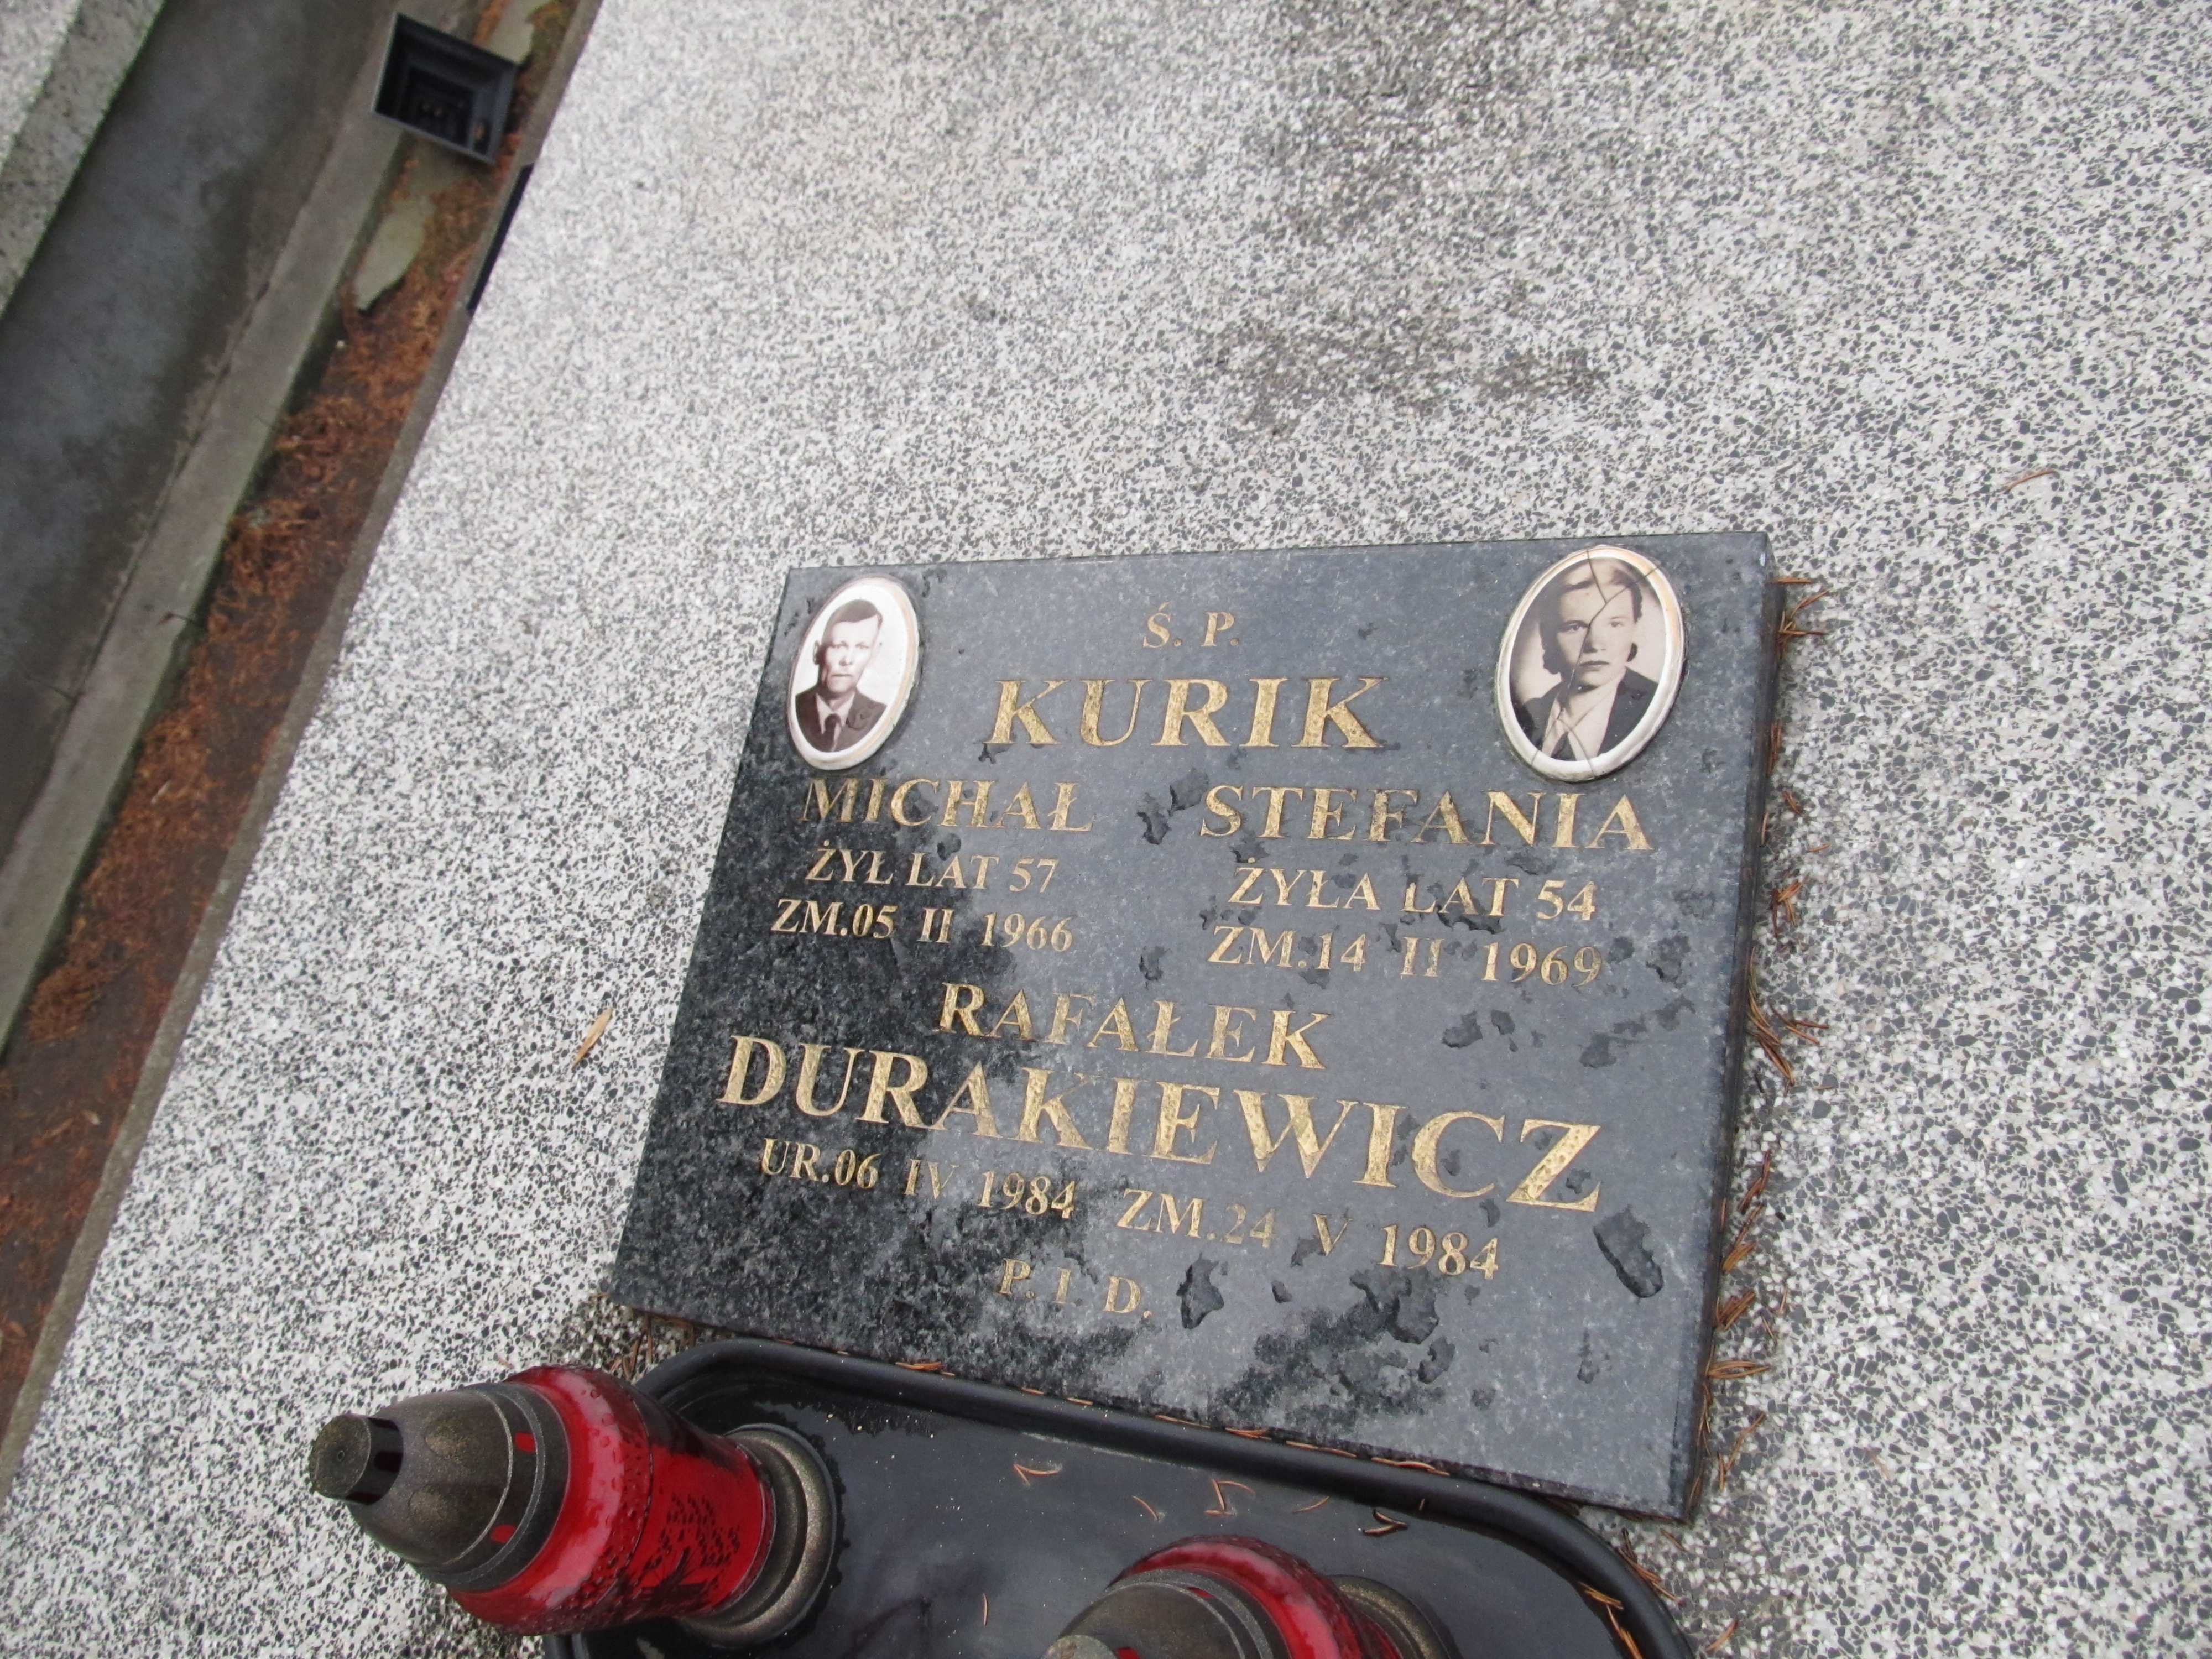 Ś. P.
KURIK
MICHAŁ STEFANIA
ŻYŁ LAT 57 ŻYŁA LAT 54
ZM.05 II 1966 ZM.14 II 1969
RAFAŁEK
DURAKIEWICZ
UR.06 IV 1984 ZM.24 V 1984
P. I D.